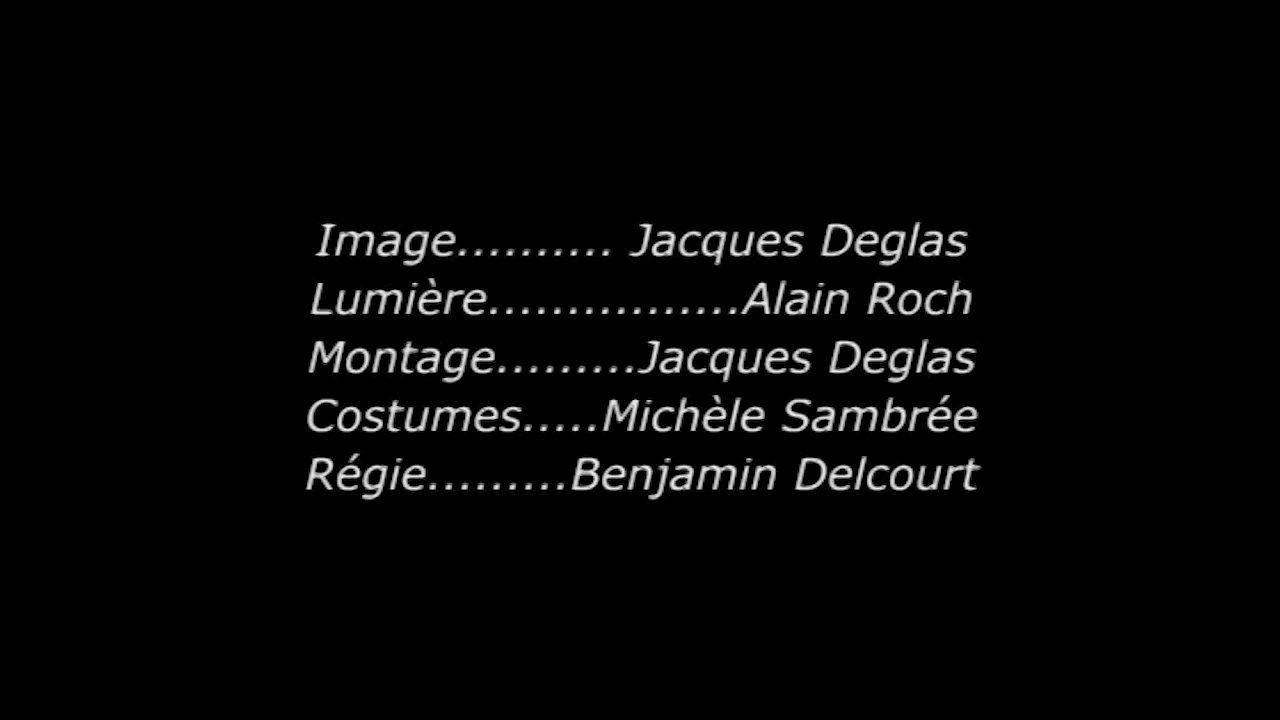 Image.......... Jacques Deglas
Lumière................Alain Roch
Montage.........Jacques Deglas
Costumes.....Michèle Sambrée
Régie.........Benjamin Delcourt